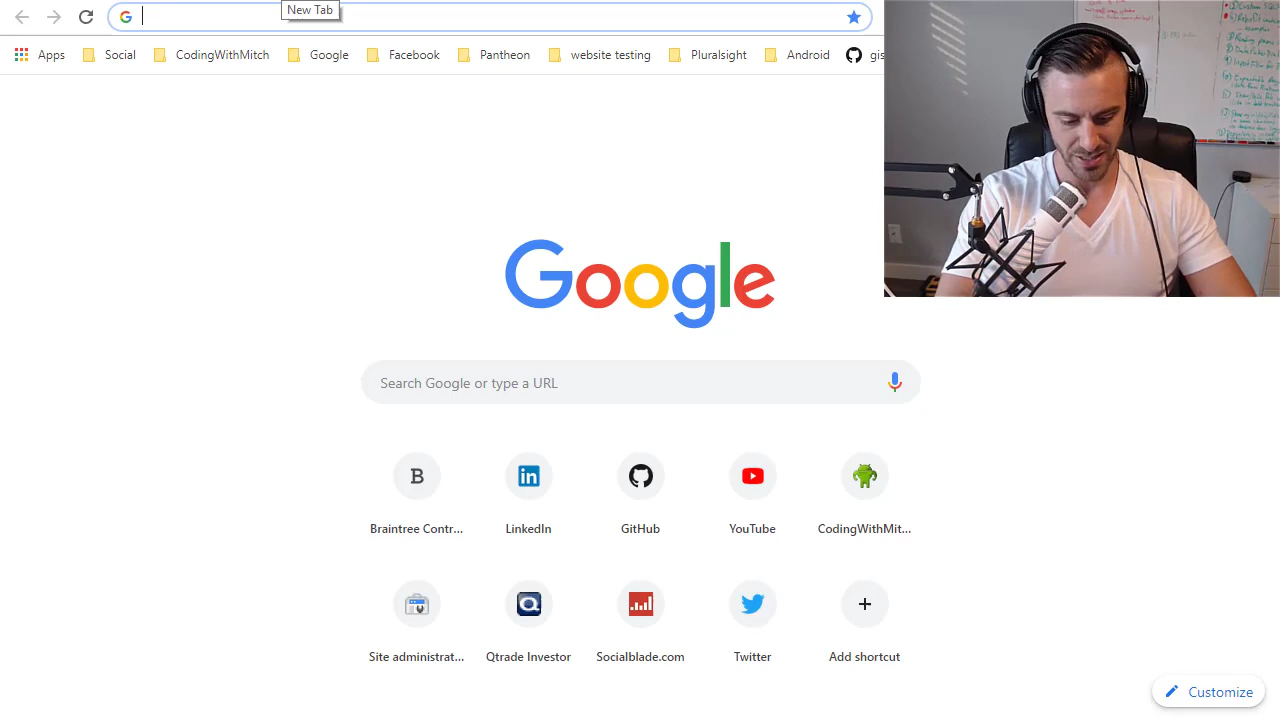 New Tab
Apps Social CodingWithMitch Google Facebook Pantheon website testing Pluralsight Android gis
Google
Search Google or type a URL
Braintree Contr... LinkedIn GitHub YouTube CodingWithMit...
Site administrat... Qtrade Investor Socialblade.com Twitter Add shortcut
Customize